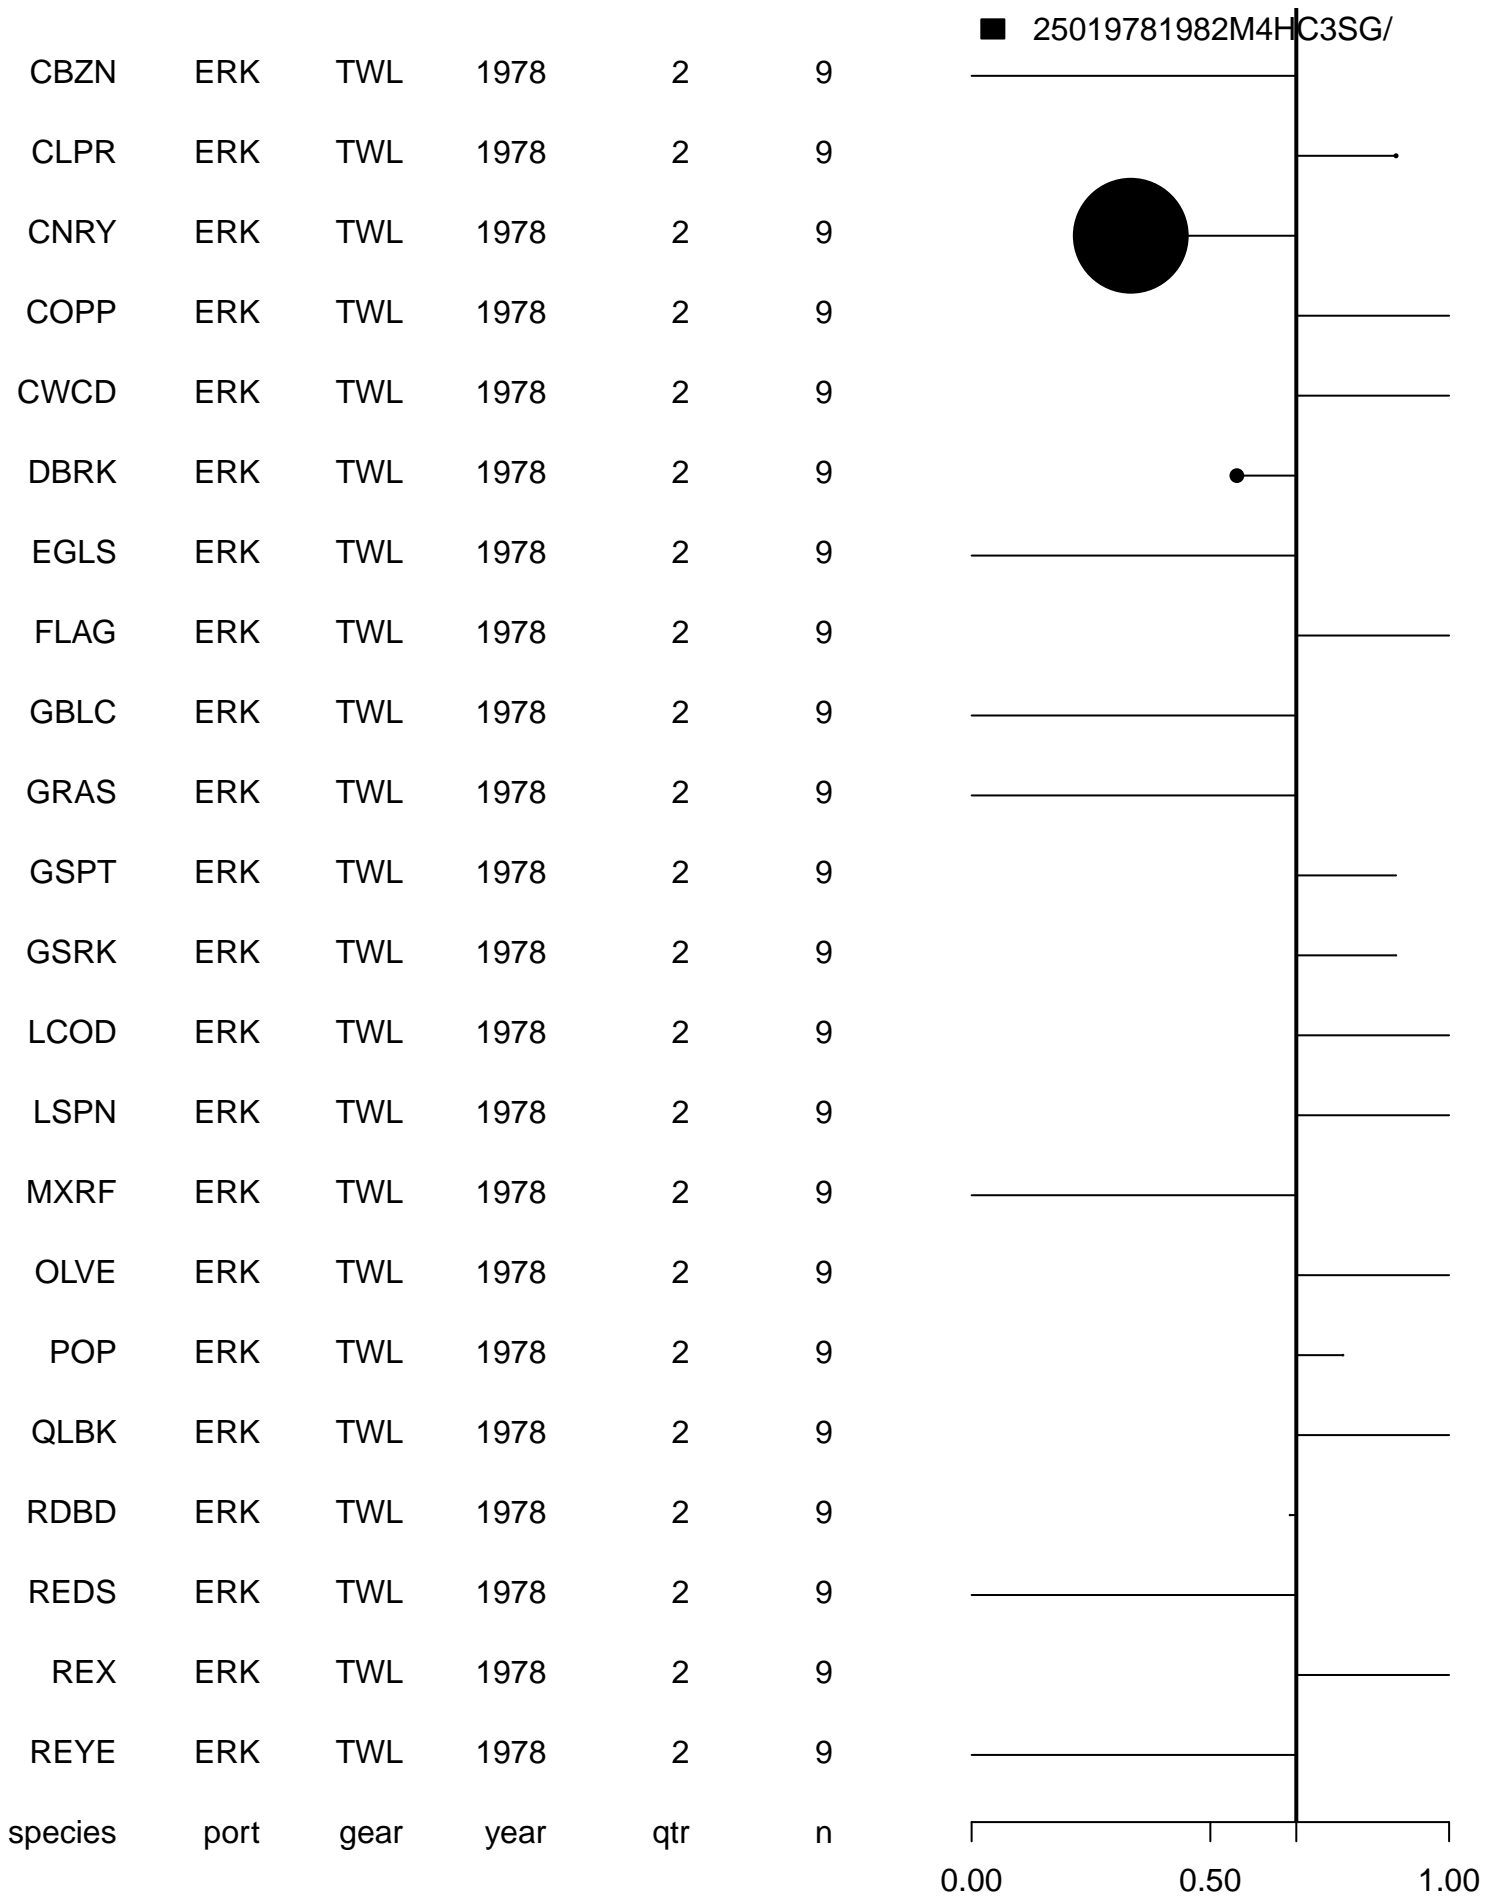 25019781982M4HC3SG/
CBZN ERK TWL 1978 2 9
CLPR ERK TWL 1978 2 9
CNRY ERK TWL 1978 2 9
COPP ERK TWL 1978 2 9
CWCD ERK TWL 1978 2 9
DBRK ERK TWL 1978 2 9
EGLS ERK TWL 1978 2 9
FLAG ERK TWL 1978 2 9
GBLC ERK TWL 1978 2 9
GRAS ERK TWL 1978 2 9
GSPT ERK TWL 1978 2 9
GSRK ERK TWL 1978 2 9
LCOD ERK TWL 1978 2 9
LSPN ERK TWL 1978 2 9
MXRF ERK TWL 1978 2 9
OLVE ERK TWL 1978 2 9
POP ERK TWL 1978 2 9
QLBK ERK TWL 1978 2 9
RDBD ERK TWL 1978 2 9
REDS ERK TWL 1978 2 9
REX ERK TWL 1978 2 9
REYE ERK TWL 1978 2 9
species port gear year qtr n
0.00 0.50 1.00